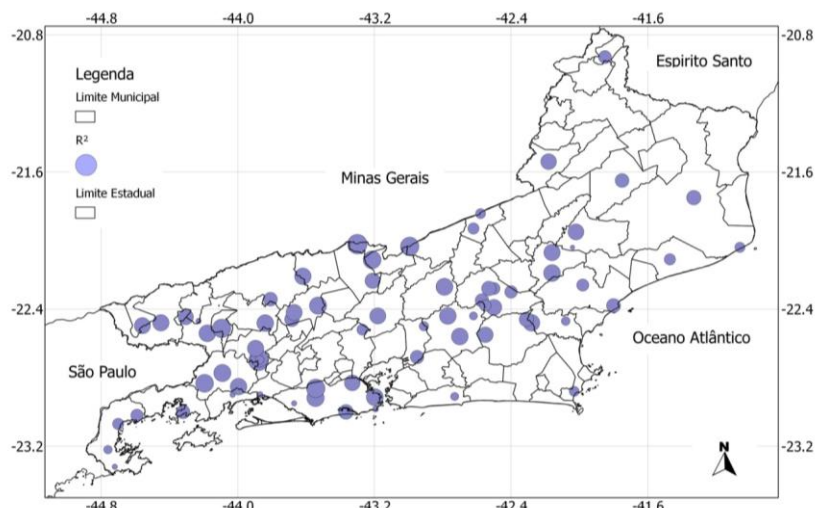 -44.8 -44.0 -43.2 -42.4 -41.6
-20.8 -20.8
Espirito Santo
Legenda
Limite Municipal
R²
Minas Gerais
-21.6 -21.6
Limite Estadual
-22.4 -22.4
Oceano Atlântico
São Paulo
-23.2 -23.2
N
-44.8 -44.0 -43.2 -42.4 -41.6